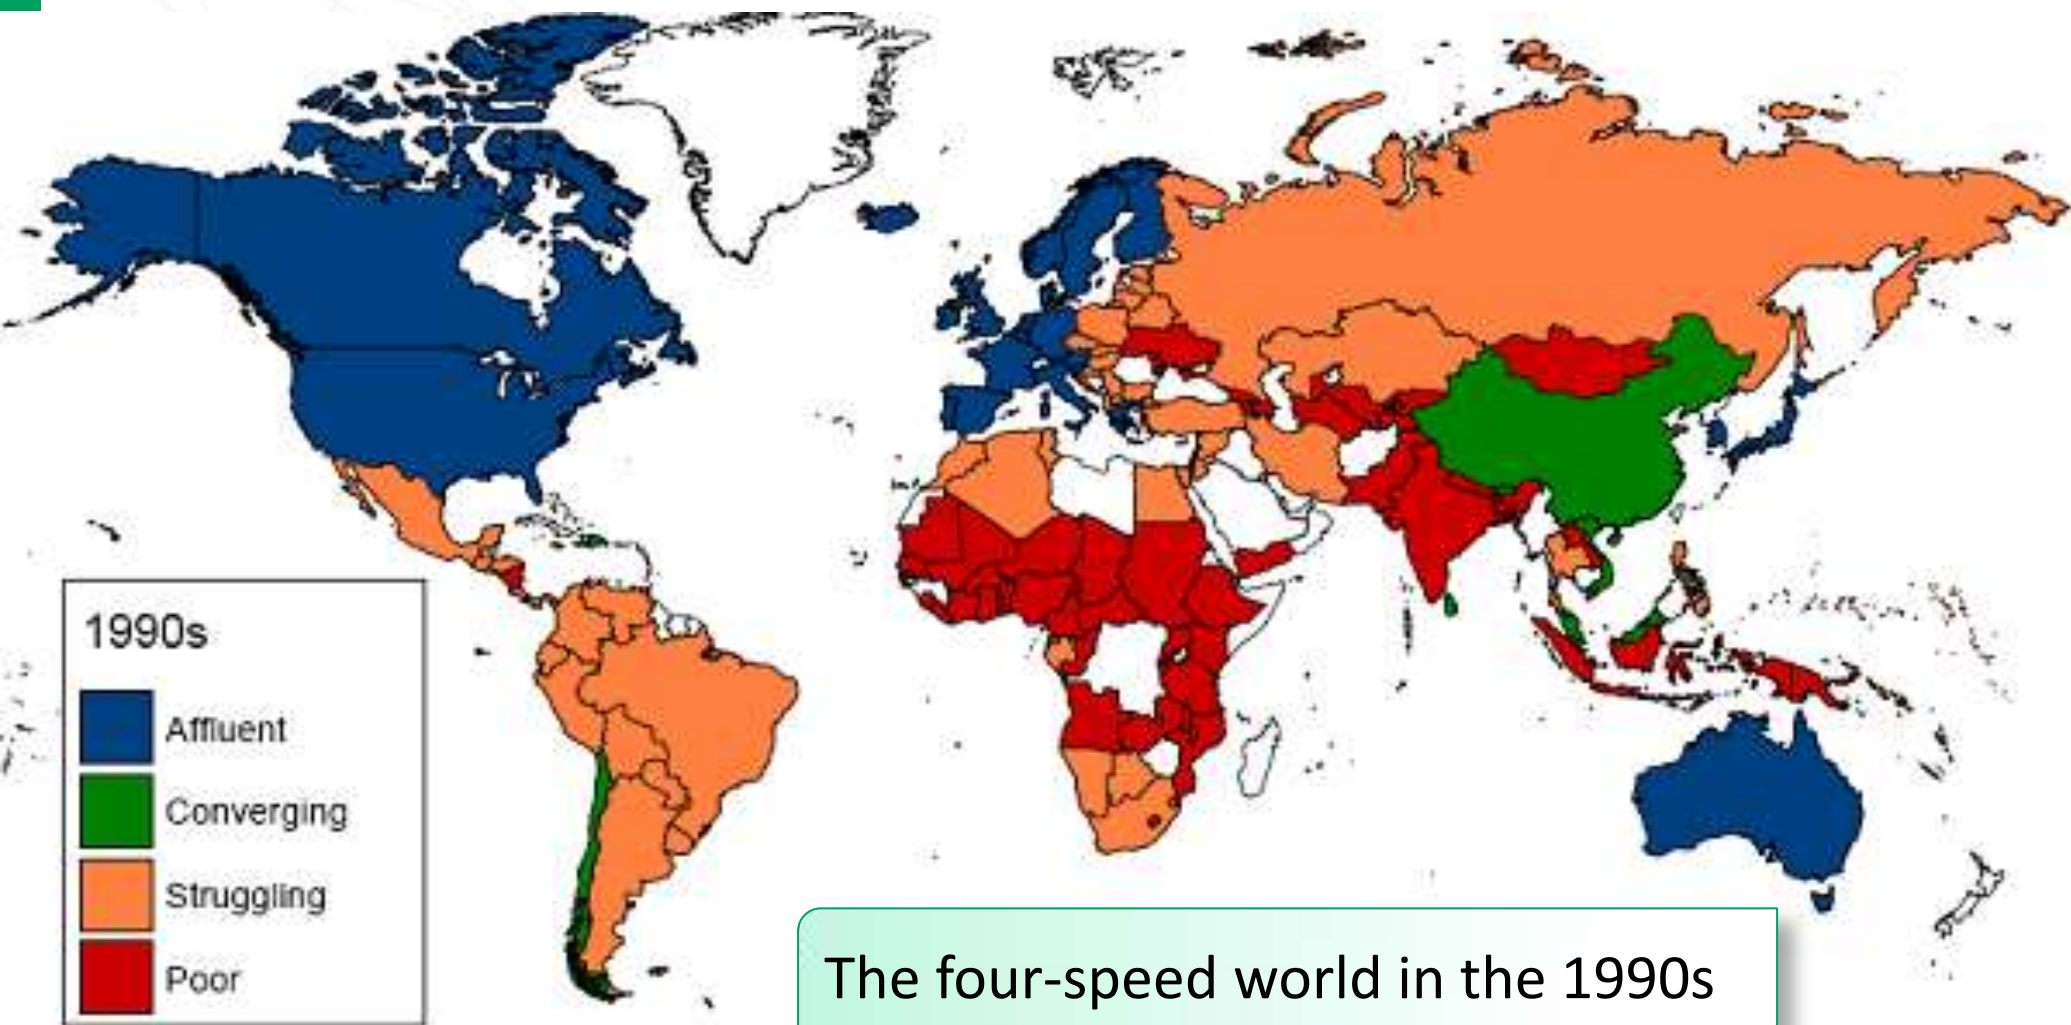 1990s
Affluent
Converging
Struggling
Poor
The four-speed world in the 1990s